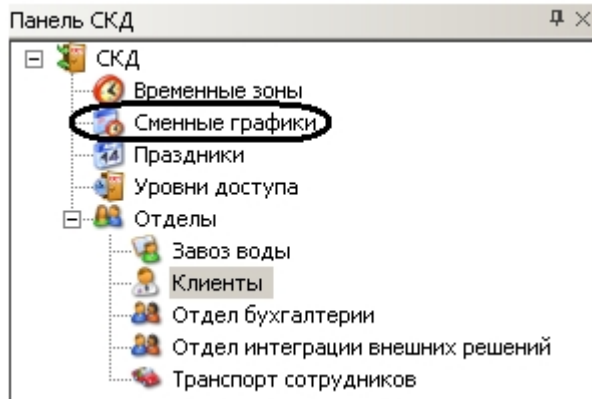 Панель СКД
СКД
Временные зоны
Сменные графики
Праздники
Уровни доступа
Отделы
Завоз воды
Клиенты
Отдел бухгалтерии
Отдел интеграции внешних решений
Транспорт сотрудников